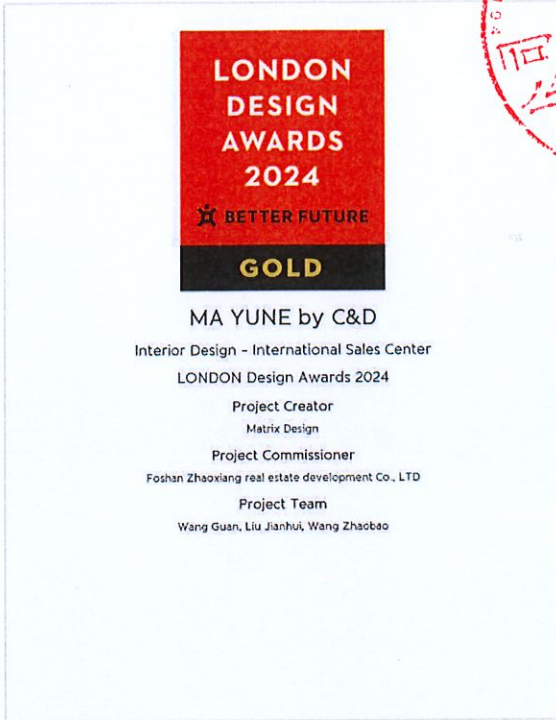 LONDON
DESIGN
AWARDS
2024
BETTER FUTURE
GOLD
MA YUNE by C&D
Interior Design - International Sales Center
LONDON Design Awards 2024
Project Creator
Matrix Design
Project Commissioner
Foshan Zhaoxiang real estate development Co., LTD
Project Team
Wang Guan, Liu Jianhui, Wang Zhaobao